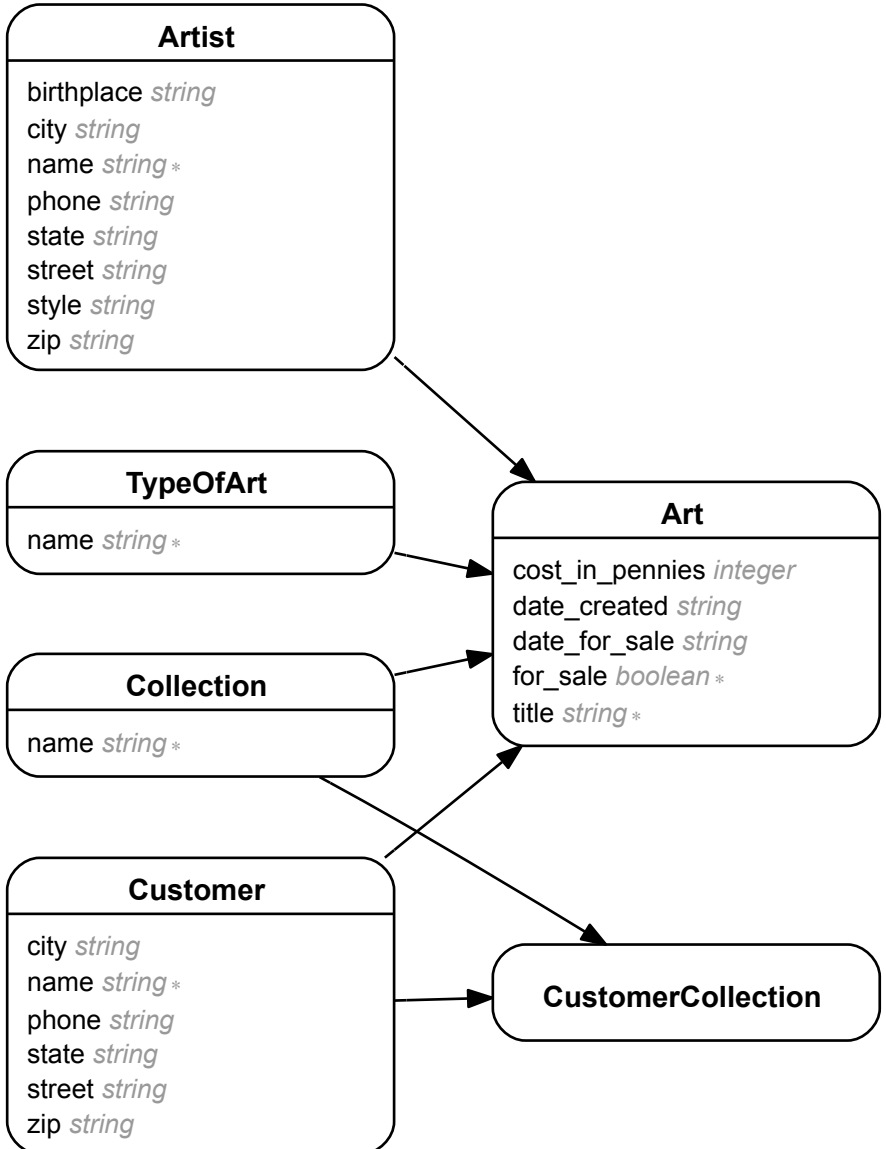 Artist
birthplace string
city string
name string *
phone string
state string
street string
style string
zip string
TypeOfArt
name string *
Collection
name string *
Customer
city string
name string *
phone string
state string
street string
zip string
Art
cost_in_pennies integer
date_created string
date_for_sale string
for_sale boolean *
title string *
CustomerCollection